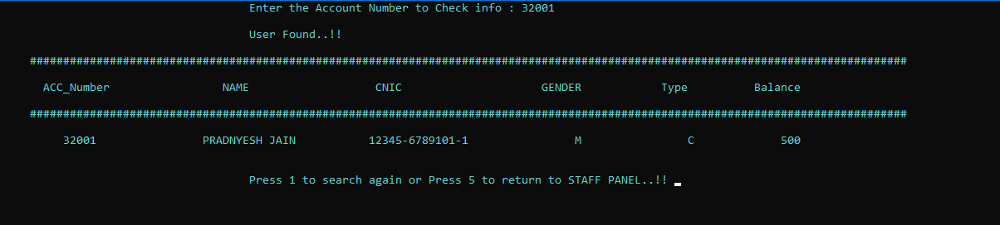 Enter the Account Number to Check info : 32001
User Found..!!
####################################################################################################################################
ACC_Number NAME CNIC GENDER Type Balance
####################################################################################################################################
32001 PRADNYESH JAIN 12345-6789101-1 M C 500
Press 1 to search again or Press 5 to return to STAFF PANEL..!!